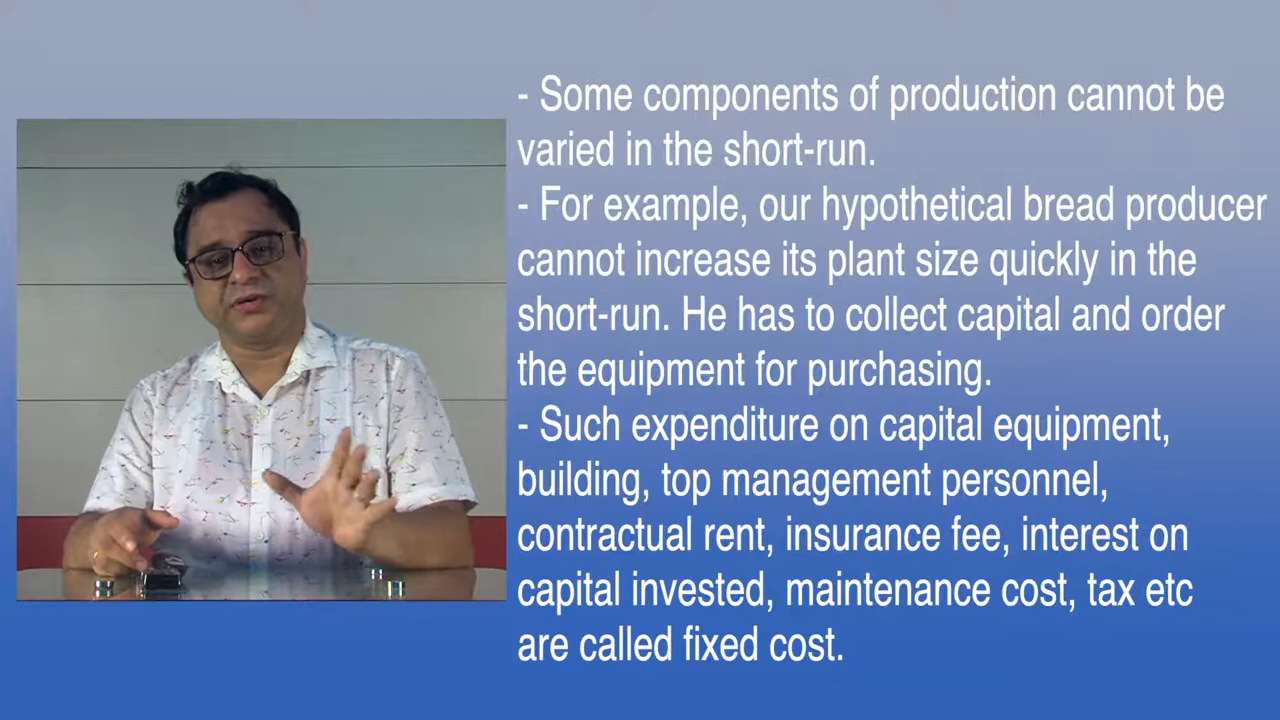 - Some components of production cannot be
varied in the short-run.
- For example, our hypothetical bread producer
cannot increase its plant size quickly in the
short-run. He has to collect capital and order
the equipment for purchasing.
- Such expenditure on capital equipment,
building, top management personnel,
contractual rent, insurance fee, interest on
capital invested, maintenance cost, tax etc
are called fixed cost.